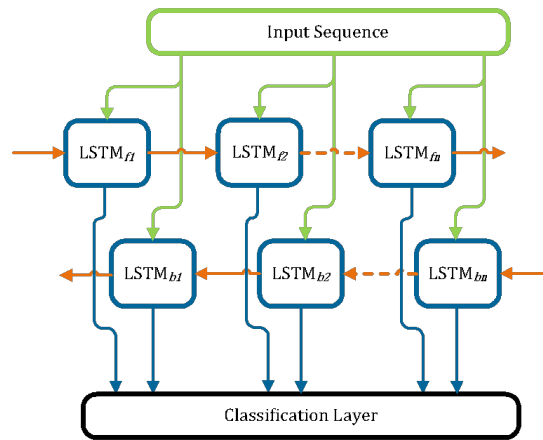 Input Sequence
LSTMf1
LSTMf2
LSTMfn
LSTMb1
LSTMb2
LSTMbn
Classification Layer